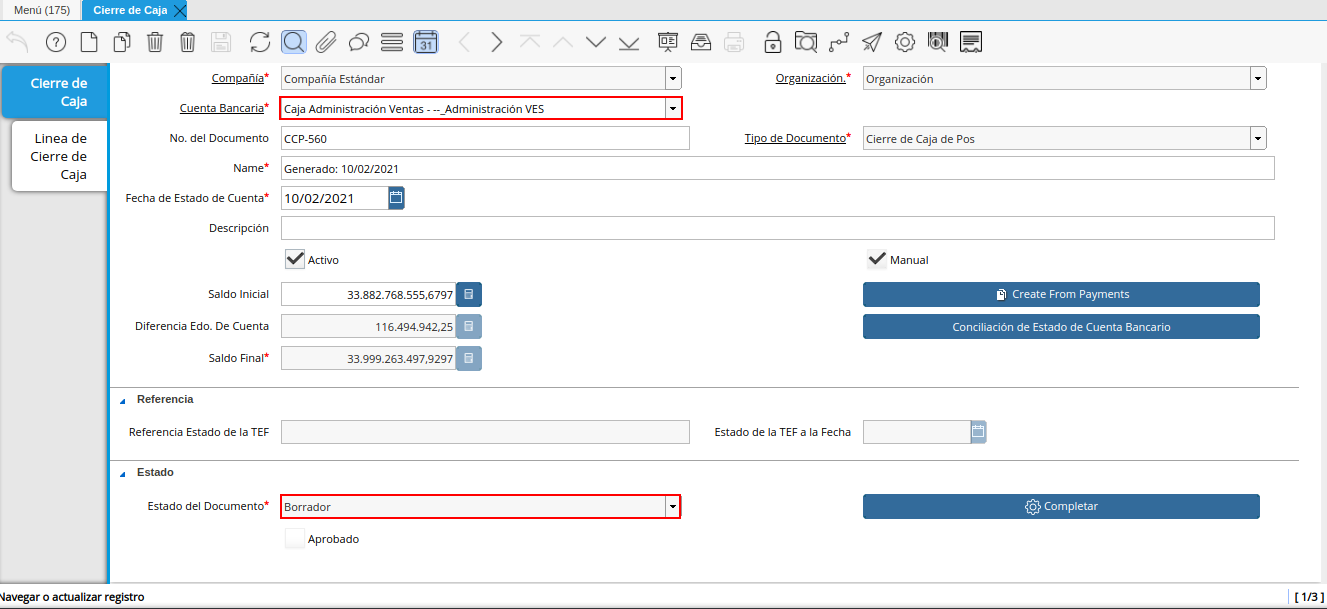 Menú (175)
Cierre de Caja
31
Cierre de
Caja
Linea de
Cierre de
Caja
Compañía* Compañía Estándar Organización.* Organización
Cuenta Bancaria* Caja Administración Ventas - --_Administración VES
No. del Documento CCP-560 Tipo de Documento* Cierre de Caja de Pos
Name* Generado: 10/02/2021
Fecha de Estado de Cuenta* 10/02/2021
Descripción
Activo Manual
Saldo Inicial 33.882.768.555,6797 Create From Payments
Diferencia Edo. De Cuenta 116.494.942,25 Conciliación de Estado de Cuenta Bancario
Saldo Final* 33.999.263.497,9297
Referencia
Referencia Estado de la TEF Estado de la TEF a la Fecha
Estado
Estado del Documento* Borrador Completar
Aprobado
Navegar o actualizar registro [ 1/3 ]